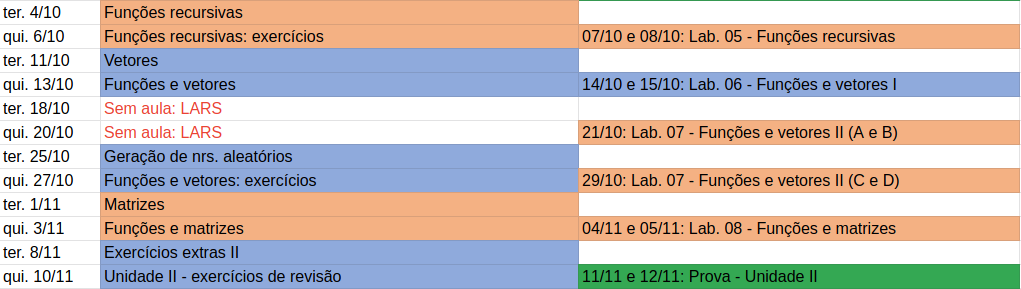 ter. 4/10 Funções recursivas
qui. 6/10 Funções recursivas: exercícios 07/10 e 08/10: Lab. 05 - Funções recursivas
ter. 11/10 Vetores
qui. 13/10 Funções e vetores 14/10 e 15/10: Lab. 06 - Funções e vetores I
ter. 18/10 Sem aula: LARS
qui. 20/10 Sem aula: LARS 21/10: Lab. 07 - Funções e vetores II (A e B)
ter. 25/10 Geração de nrs. aleatórios
qui. 27/10 Funções e vetores: exercícios 29/10: Lab. 07 - Funções e vetores II (C e D)
ter. 1/11 Matrizes
qui. 3/11 Funções e matrizes 04/11 e 05/11: Lab. 08 - Funções e matrizes
ter. 8/11 Exercícios extras II
qui. 10/11 Unidade II - exercícios de revisão 11/11 e 12/11: Prova - Unidade II